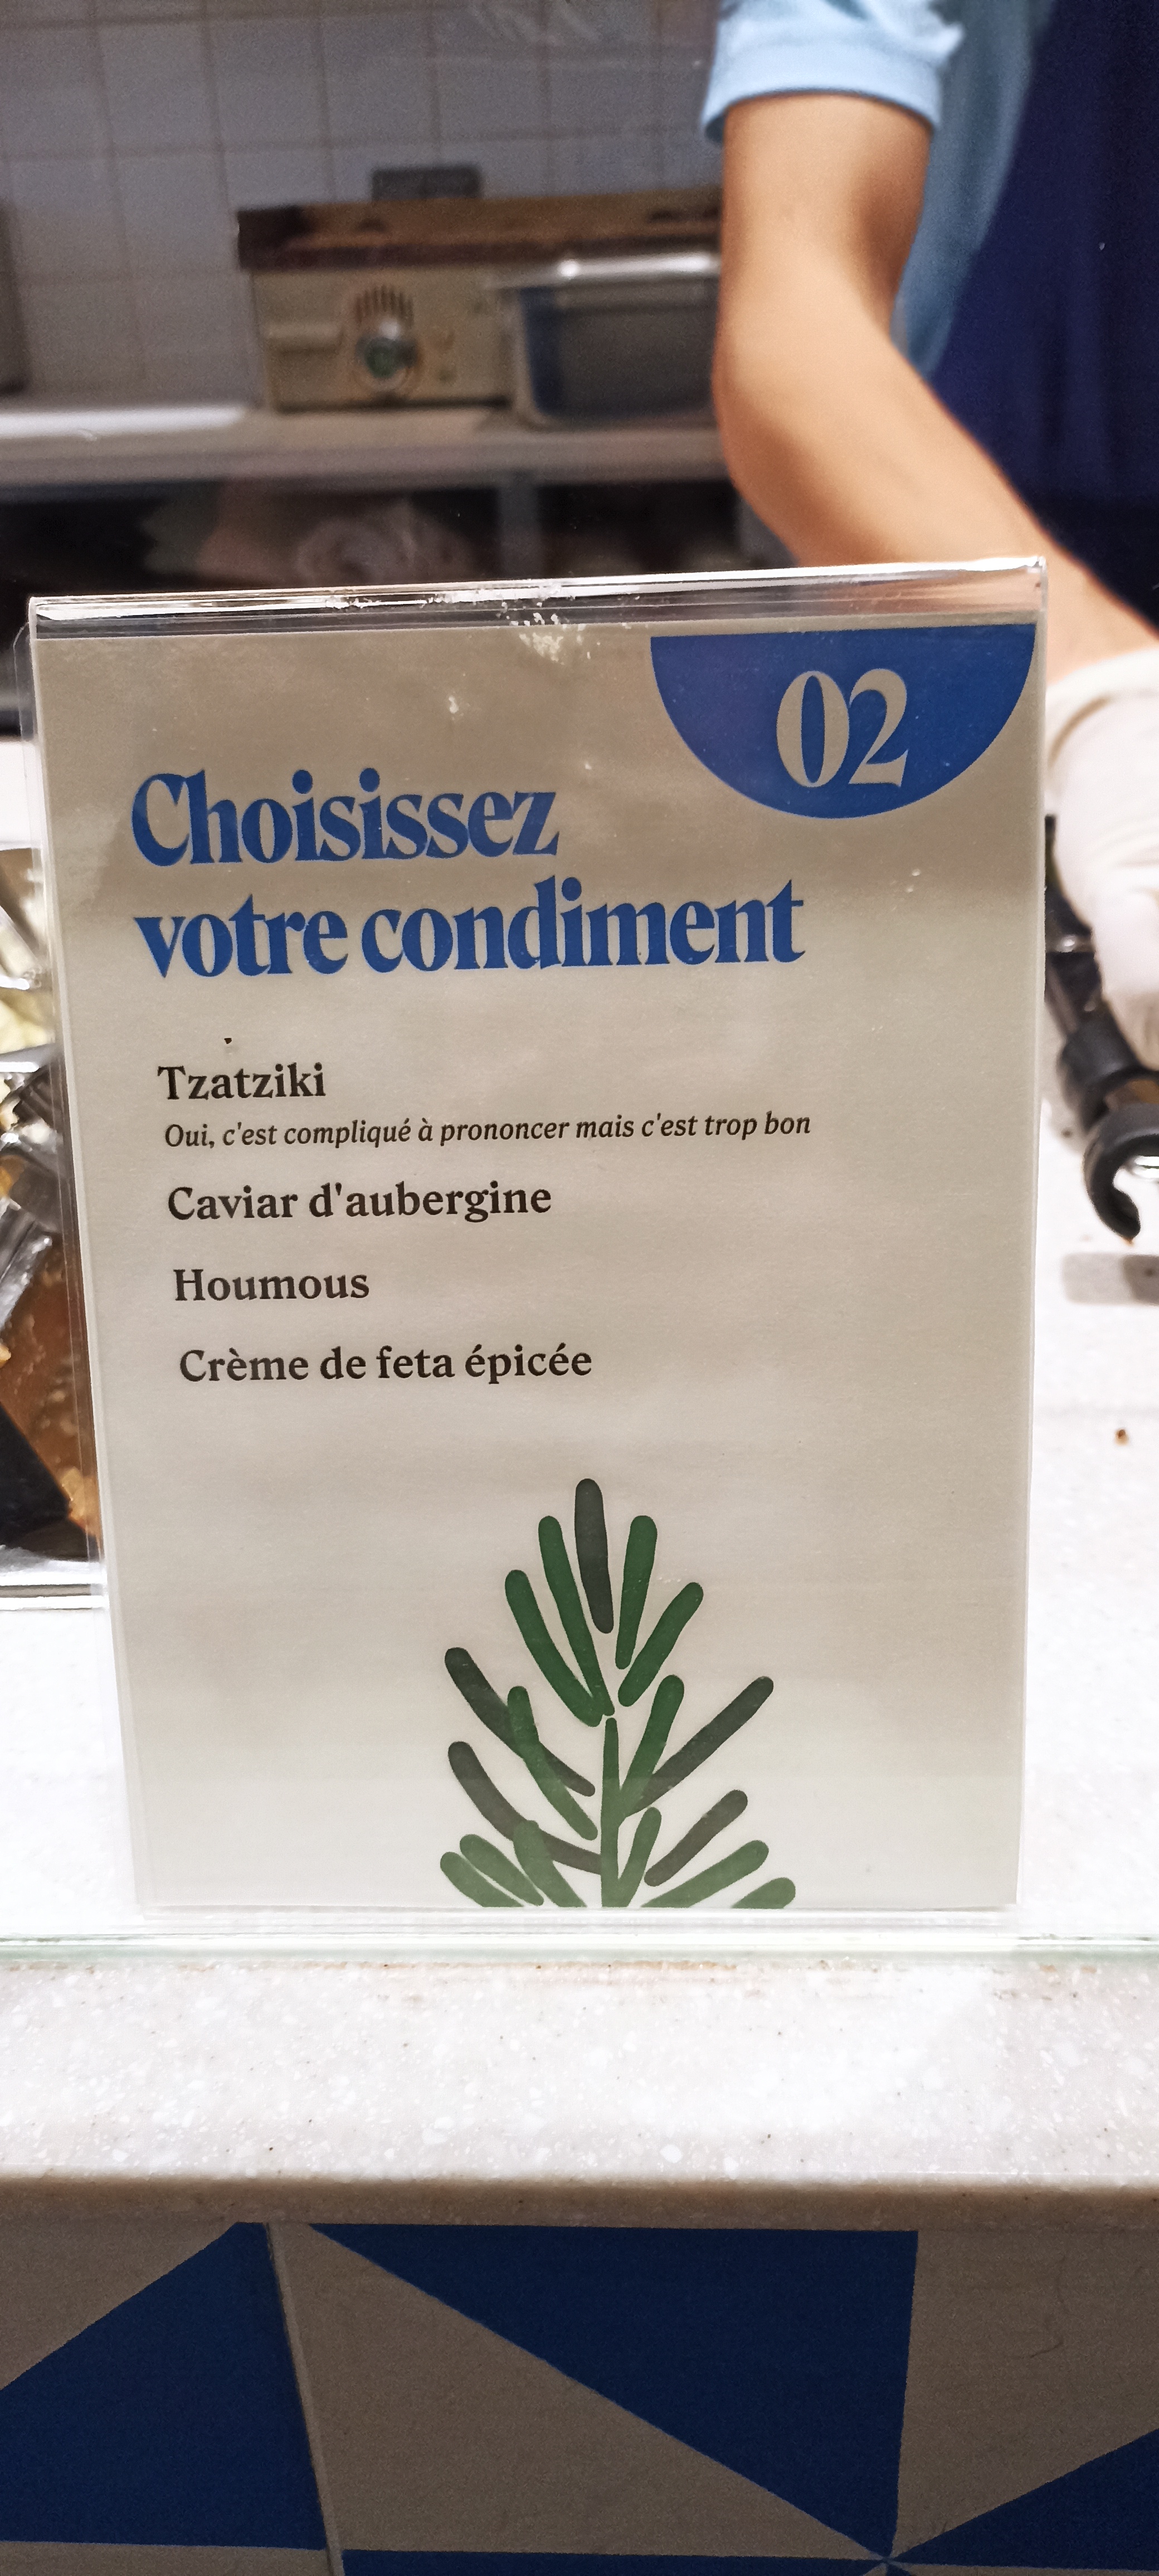 02
Choisissez
votre condiment
Tzatziki
Oui, c'est compliqué à prononcer mais c'est trop bon
Caviar d'aubergine
Houmous
Crème de feta épicée